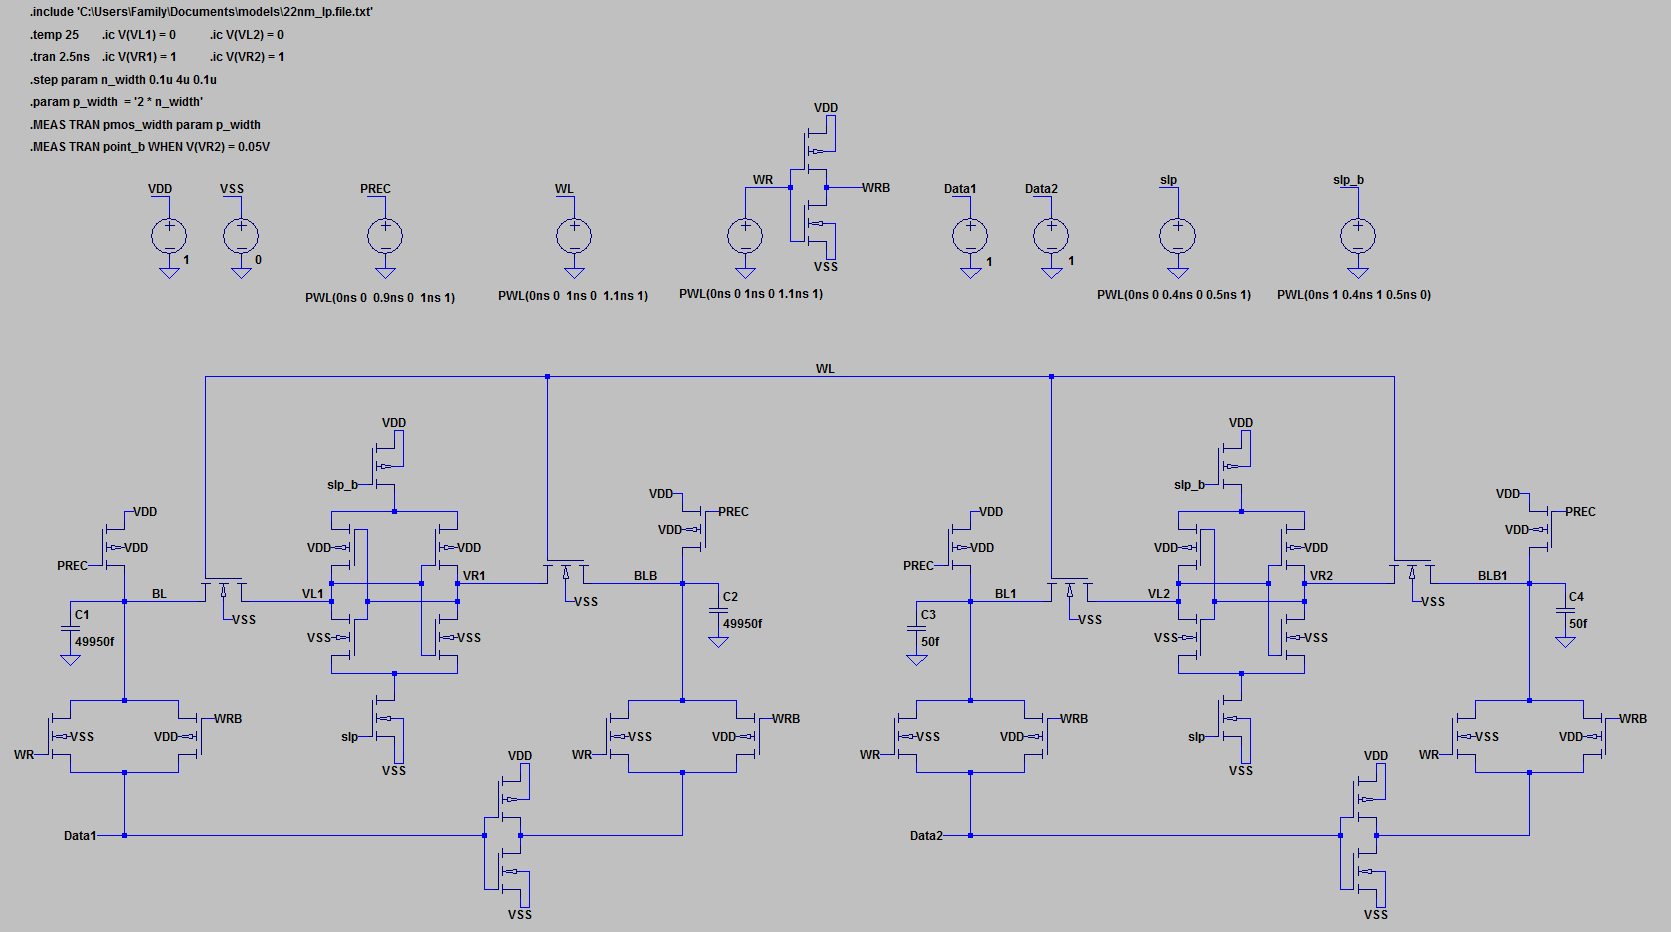 .include 'C:\Users\Family\Documents\models\22nm_lp.file.txt'
.temp 25 .ic V(VL1) = 0 .ic V(VL2) = 0
.tran 2.5ns .ic V(VR1) = 1 .ic V(VR2) = 1
.step param n_width 0.1u 4u 0.1u
.param p_width = '2 * n_width'
.MEAS TRAN pmos_width param p_width
.MEAS TRAN point_b WHEN V(VR2) = 0.05V
VDD
VDD VSS PREC WL WR WRB Data1 Data2 slp slp_b
1 0 1 1
VSS
PWL(0ns 0 0.9ns 0 1ns 1) PWL(0ns 0 1ns 0 1.1ns 1) PWL(0ns 0 1ns 0 1.1ns 1) PWL(0ns 0 0.4ns 0 0.5ns 1) PWL(0ns 1 0.4ns 1 0.5ns 0)
WL
VDD VDD
slp_b VDD slp_b VDD
VDD PREC VDD PREC
VDD VDD
VDD VDD VDD VDD VDD VDD
PREC VR1 BLB PREC VR2 BLB1
BL VL1 VSS C2 BL1 VL2 VSS C4
C1 VSS 49950f C3 VSS 50f
49950f VSS VSS 50f VSS VSS
WRB WRB WRB WRB
VSS VDD slp VSS VDD VSS VDD slp VSS VDD
WR WR WR WR
VSS VDD VSS VDD
Data1 Data2
VSS VSS